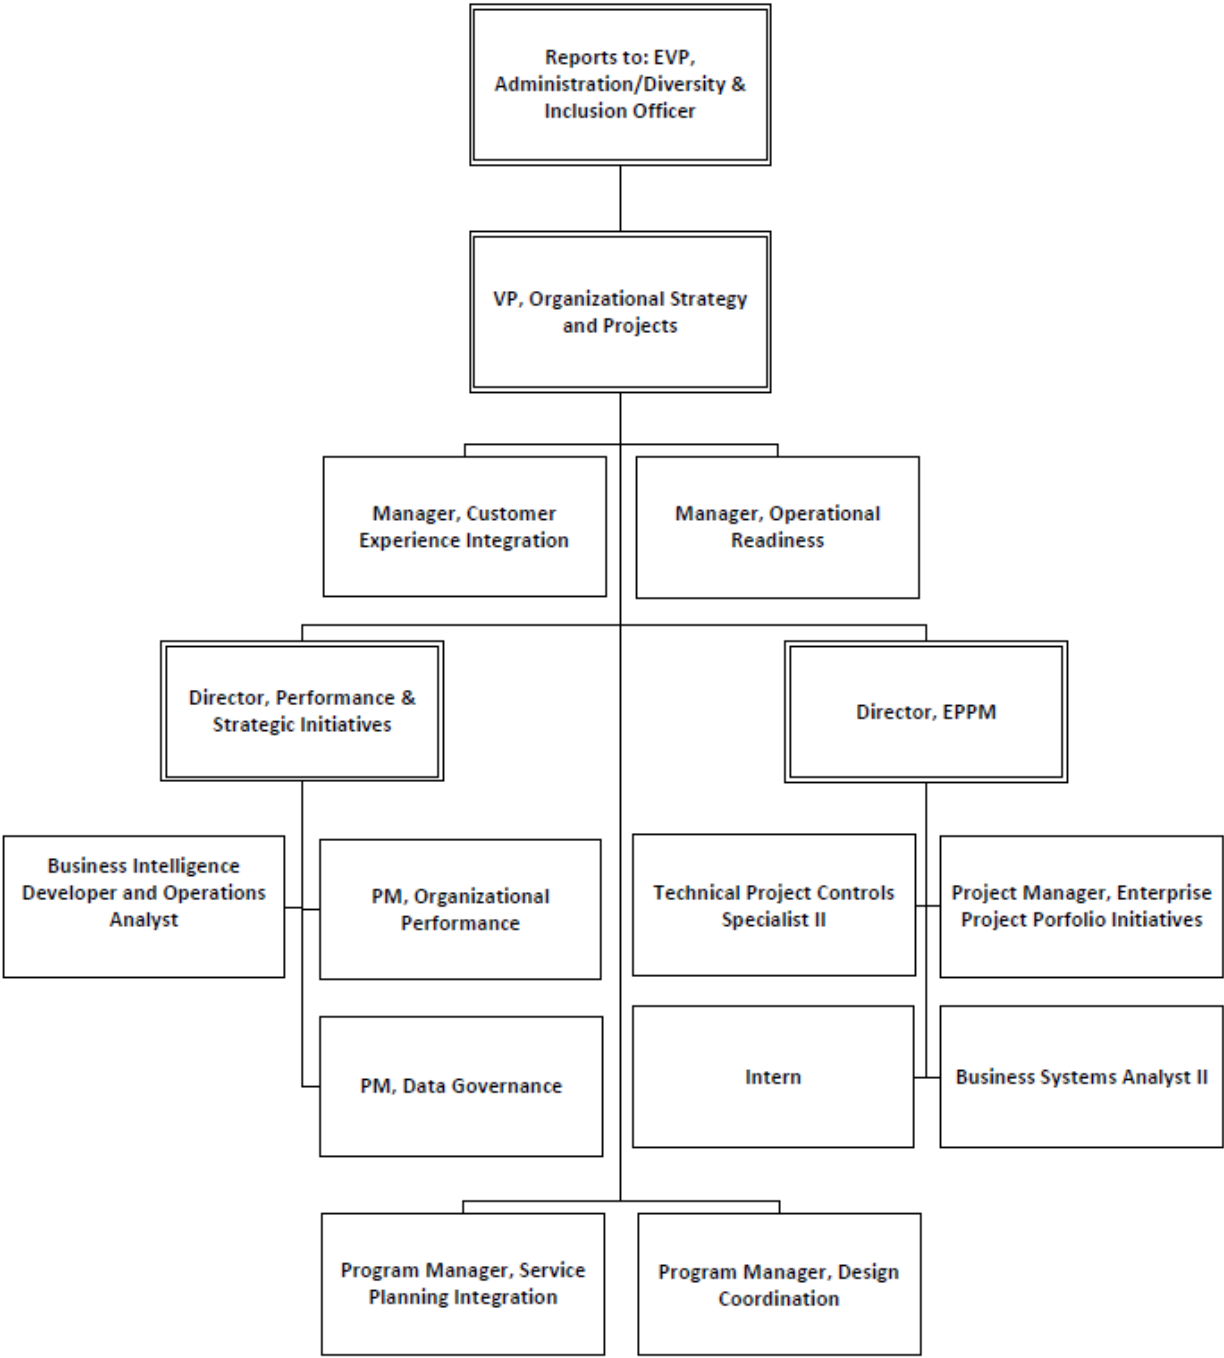 Reports to: EVP,
Administration/Diversity &
Inclusion Officer
VP, Organizational Strategy
and Projects
Manager, Customer
Experience Integration
Manager, Operational
Readiness
Director, Performance &
Strategic Initiatives
Director, EPPM
Business Intelligence
Developer and Operations
Analyst
PM, Organizational
Performance
Technical Project Controls
Specialist II
Project Manager, Enterprise
Project Porfolio Initiatives
PM, Data Governance
Intern
Business Systems Analyst II
Program Manager, Service
Planning Integration
Program Manager, Design
Coordination